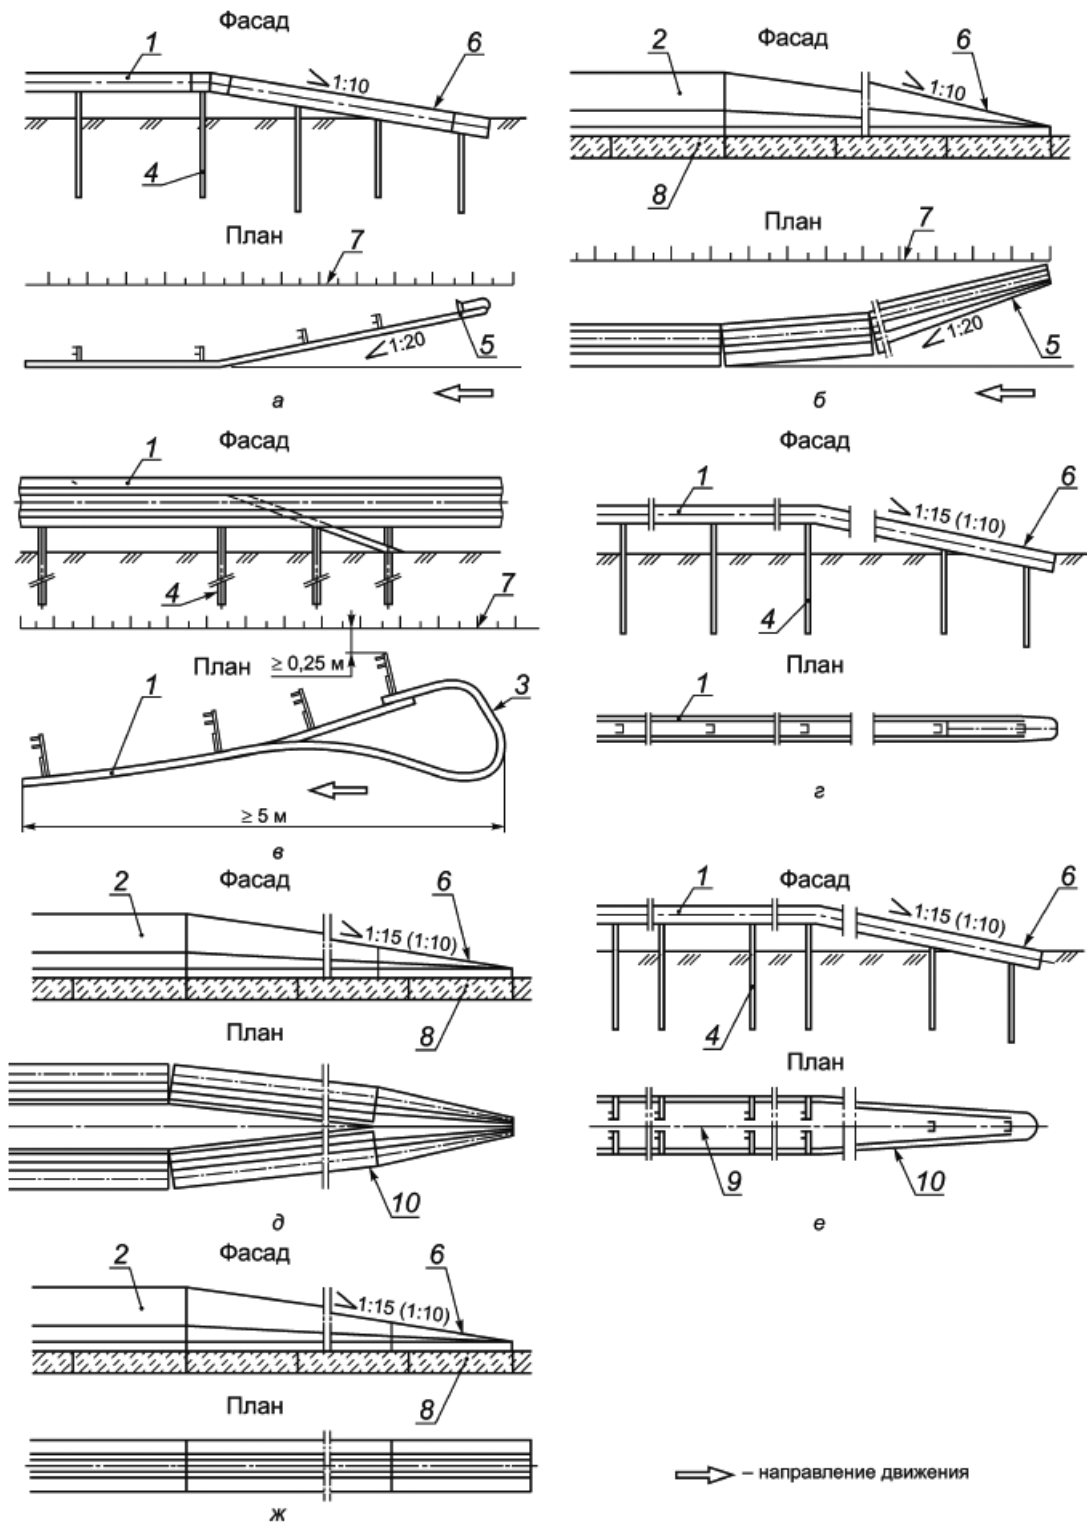 Фасад
1
6
1:10
4
План
7
1:20
5
а
Фасад
2
6
1:10
8
План
7
1:20
5
б
Фасад
1
4
7
План
≥ 0,25 м
1
3
≥ 5 м
в
Фасад
1
6
1:15 (1:10)
4
План
1
г
Фасад
2
6
1:15 (1:10)
8
План
10
д
Фасад
1
6
1:15 (1:10)
4
План
9
10
е
Фасад
2
6
1:15 (1:10)
8
План
ж
– направление движения